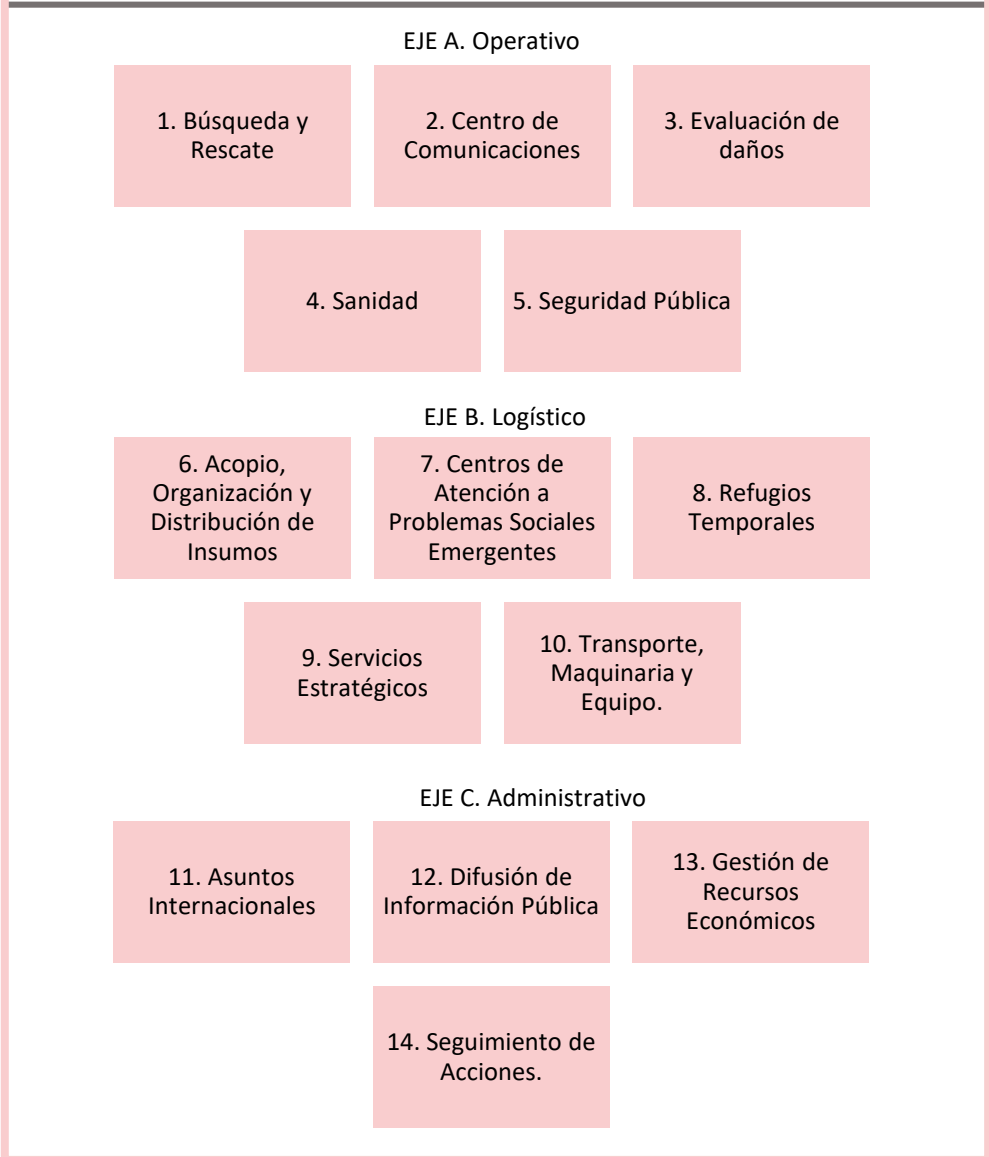 EJE A. Operativo
1. Búsqueda y
Rescate
2. Centro de
Comunicaciones
3. Evaluación de
daños
4. Sanidad
5. Seguridad Pública
EJE B. Logístico
6. Acopio,
Organización y
Distribución de
Insumos
7. Centros de
Atención a
Problemas Sociales
Emergentes
8. Refugios
Temporales
9. Servicios
Estratégicos
10. Transporte,
Maquinaria y
Equipo.
EJE C. Administrativo
11. Asuntos
Internacionales
12. Difusión de
Información Pública
13. Gestión de
Recursos
Económicos
14. Seguimiento de
Acciones.